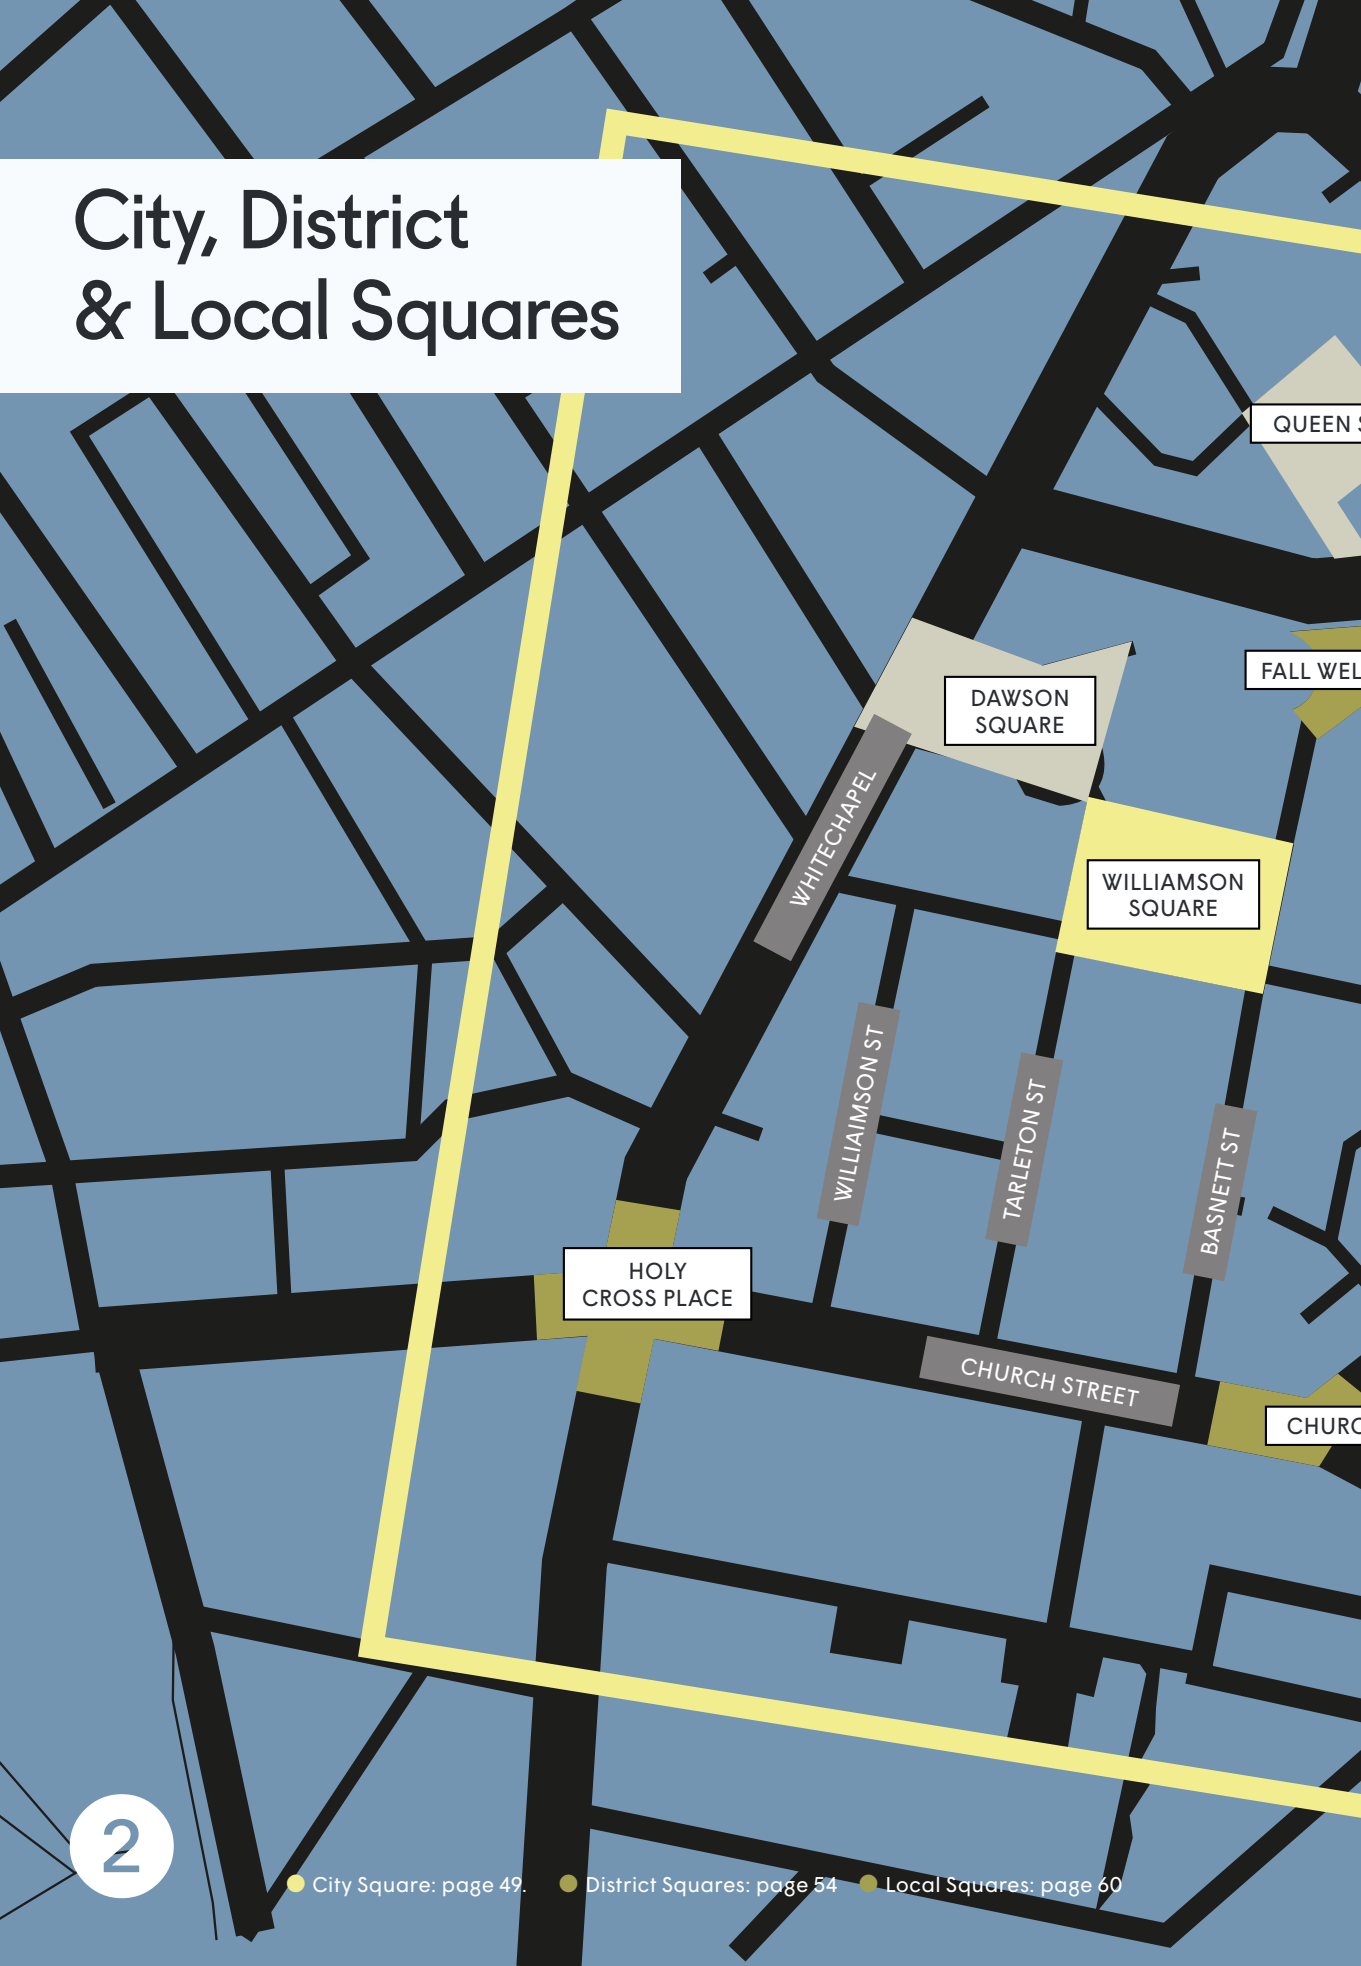 City, District
& Local Squares
QUEEN S
FALL WEL
DAWSON
SQUARE
WHITECHAPEL
WILLIAMSON
SQUARE
WILLIAIMSON ST
TARLETON ST
BASNETT ST
HOLY
CROSS PLACE
CHURCH STREET
CHURC
2
City Square: page 49.
District Squares: page 54
Local Squares: page 60